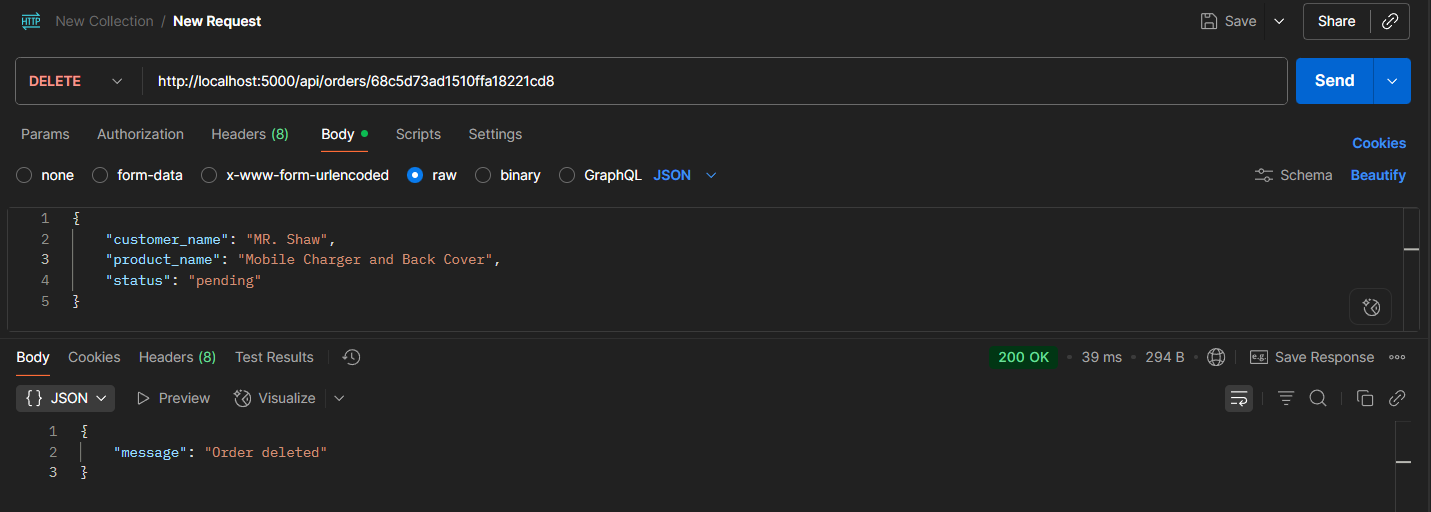 HTTP New Collection / New Request Save Share
DELETE http://localhost:5000/api/orders/68c5d73ad1510ffa18221cd8 Send
Params Authorization Headers (8) Body Scripts Settings Cookies
none form-data x-www-form-urlencoded raw binary GraphQL JSON Schema Beautify
1 {
2 "customer_name": "MR. Shaw",
3 "product_name": "Mobile Charger and Back Cover",
4 "status": "pending"
5 }
Body Cookies Headers (8) Test Results 200 OK • 39 ms • 294 B • e.g. Save Response
{} JSON Preview Visualize
1 {
2 "message": "Order deleted"
3 }